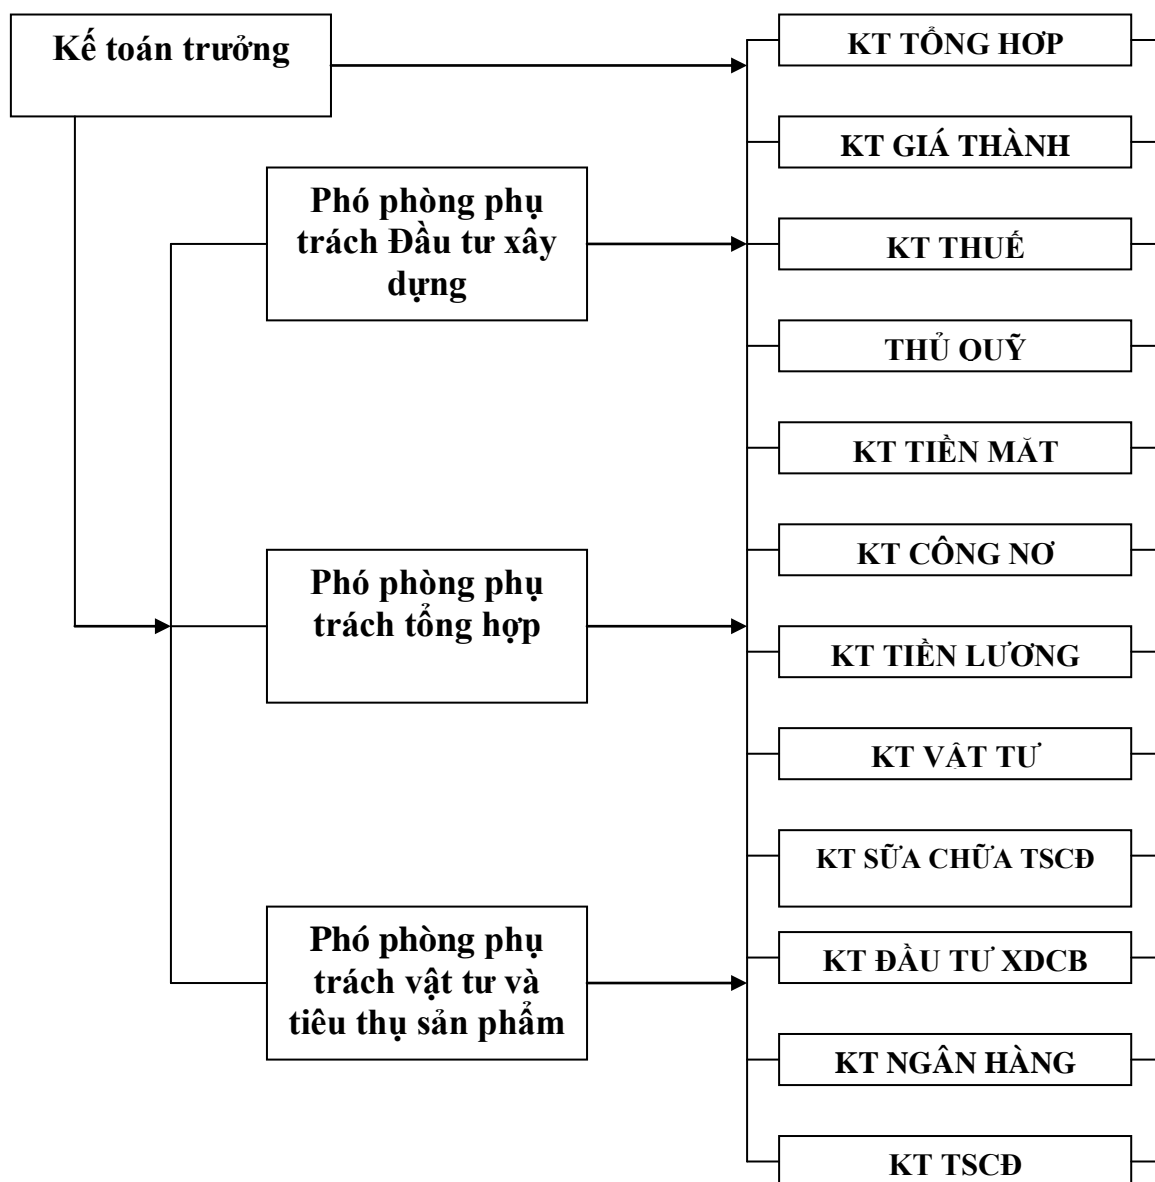 Kế toán trưởng
Phó phòng phụ
trách Đầu tư xây
dựng
Phó phòng phụ
trách tổng hợp
Phó phòng phụ
trách vật tư và
tiêu thụ sản phẩm
KT TỔNG HƠP
KT GIÁ THÀNH
KT THUẾ
THỦ QUỸ
KT TIỀN MĂT
KT CÔNG NƠ
KT TIỀN LƯƠNG
KT VÂT TƯ
KT SỮA CHỮA TSCĐ
KT ĐẦU TƯ XDCB
KT NGÂN HÀNG
KT TSCĐ